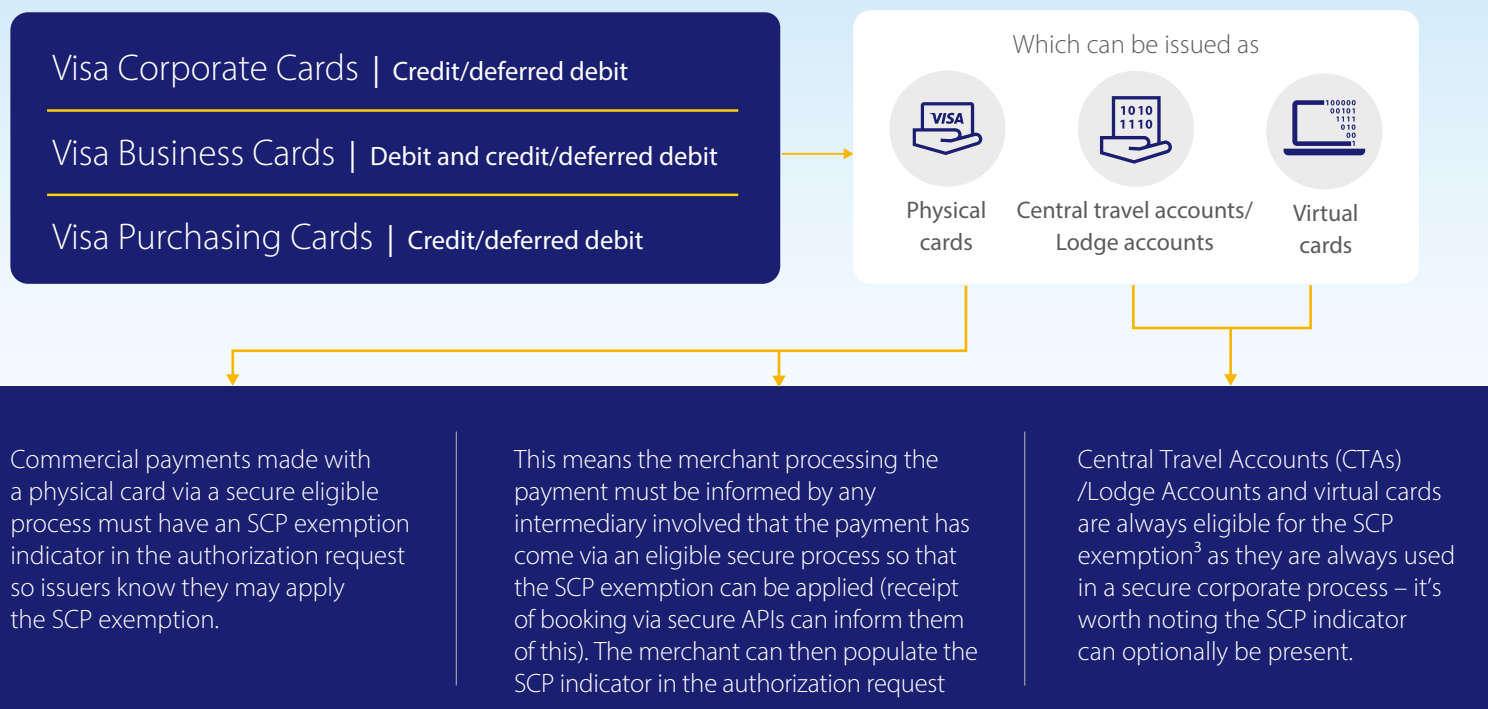 Visa Corporate Cards | Credit/deferred debit
Visa Business Cards | Debit and credit/deferred debit
Visa Purchasing Cards | Credit/deferred debit
Which can be issued as
VISA
1010
1110
100000
00101
1111
010
00
1
Physical
cards
Central travel accounts/
Lodge accounts
Virtual
cards
Commercial payments made with
a physical card via a secure eligible
process must have an SCP exemption
indicator in the authorization request
so issuers know they may apply
the SCP exemption.
This means the merchant processing the
payment must be informed by any
intermediary involved that the payment has
come via an eligible secure process so that
the SCP exemption can be applied (receipt
of booking via secure APIs can inform them
of this). The merchant can then populate the
SCP indicator in the authorization request
Central Travel Accounts (CTAs)
/Lodge Accounts and virtual cards
are always eligible for the SCP
exemption³ as they are always used
in a secure corporate process – it’s
worth noting the SCP indicator
can optionally be present.